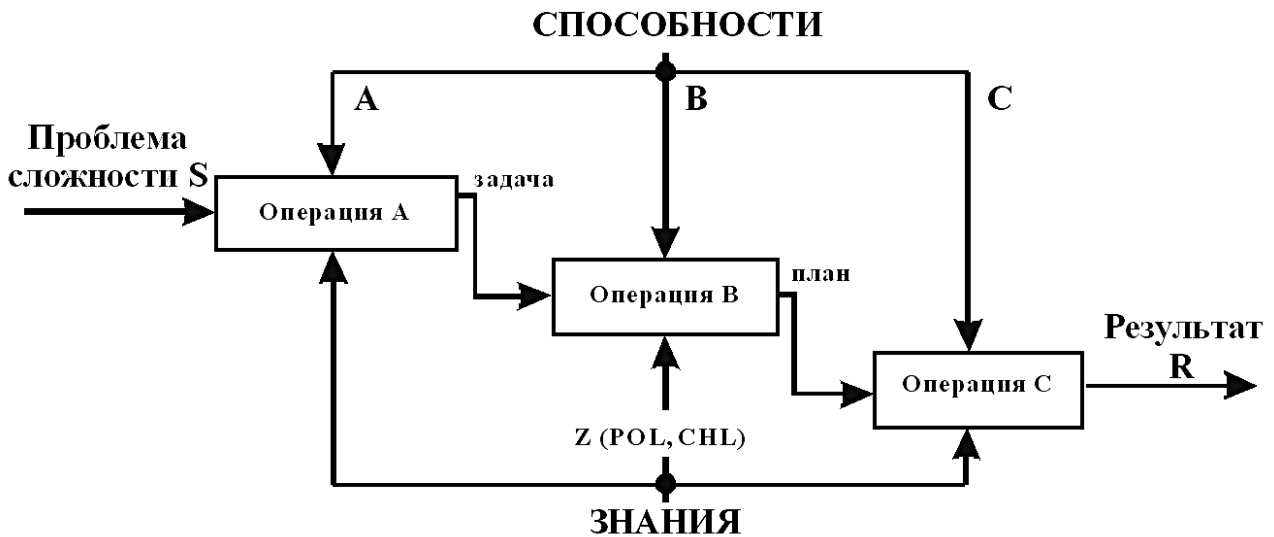 СПОСОБНОСТИ
A
B
C
Проблема
сложности S
задача
Операция A
план
Операция B
Результат
R
Операция C
Z (POL, CHL)
ЗНАНИЯ